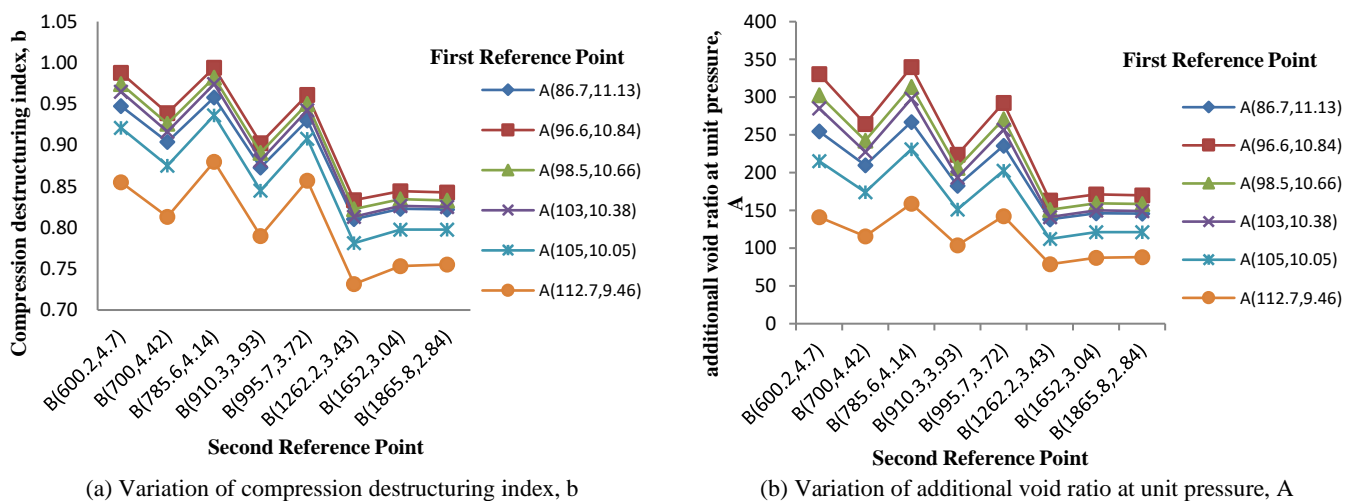 Compression destructuring index, b
1.05
1.00
0.95
0.90
0.85
0.80
0.75
0.70
B(600.2,4.7)
B(700,4.42)
B(785.6,4.14)
B(910.3,3.93)
B(995.7,3.72)
B(1262.2,3.43)
B(1652,3.04)
B(1865.8,2.84)
Second Reference Point
First Reference Point
A(86.7,11.13)
A(96.6,10.84)
A(98.5,10.66)
A(103,10.38)
A(105,10.05)
A(112.7,9.46)
(a) Variation of compression destructuring index, b
additionall void ratio at unit pressure,
A
400
350
300
250
200
150
100
50
0
B(600.2,4.7)
B(700,4.42)
B(785.6,4.14)
B(910.3,3.93)
B(995.7,3.72)
B(1262.2,3.43)
B(1652,3.04)
B(1865.8,2.84)
Second Reference Point
First Reference Point
A(86.7,11.13)
A(96.6,10.84)
A(98.5,10.66)
A(103,10.38)
A(105,10.05)
A(112.7,9.46)
(b) Variation of additional void ratio at unit pressure, A